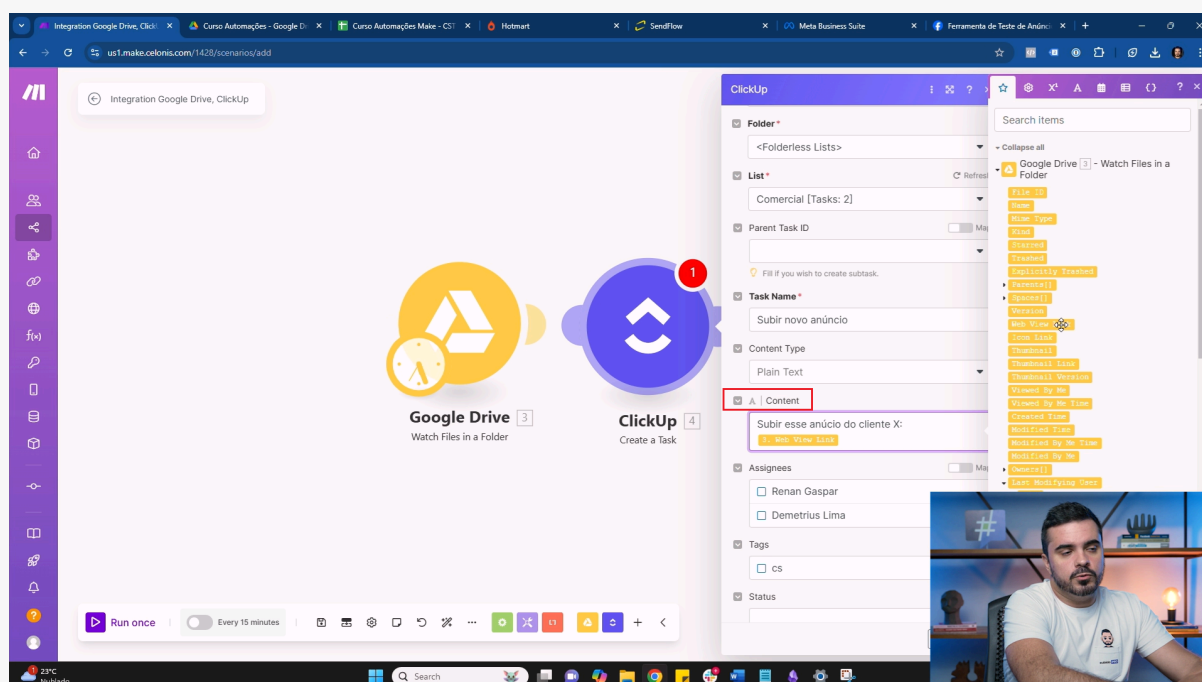 Integration Google Drive, Click
Curso Automações - Google Dr
Curso Automações Make - CST
Hotmart
SendFlow
Meta Business Suite
Ferramenta de Teste de Anúnci
us1.make.celonis.com/1428/scenarios/add
Integration Google Drive, ClickUp
ClickUp
Search items
Collapse all
Google Drive 3 - Watch Files in a
Folder
File ID
Name
Mime Type
Kind
Starred
Trashed
Explicitly Trashed
Parents[]
Spaces[]
Version
Web View
Icon Link
Thumbnail
Thumbnail Link
Thumbnail Version
Viewed By Me
Viewed By Me Time
Created Time
Modified Time
Modified By Me Time
Modified By Me
Owners[]
Last Modifying User
Folder*
<Folderless Lists>
List*
Refresh
Comercial [Tasks: 2]
Parent Task ID
Map
Fill if you wish to create subtask.
Task Name*
Subir novo anúncio
Content Type
Plain Text
A | Content
Subir esse anúcio do cliente X:
3. Web View Link
Assignees
Map
Renan Gaspar
Demetrius Lima
Tags
cs
Status
1
Google Drive 3
Watch Files in a Folder
ClickUp 4
Create a Task
Run once
Every 15 minutes
23°C
Nublado
Search